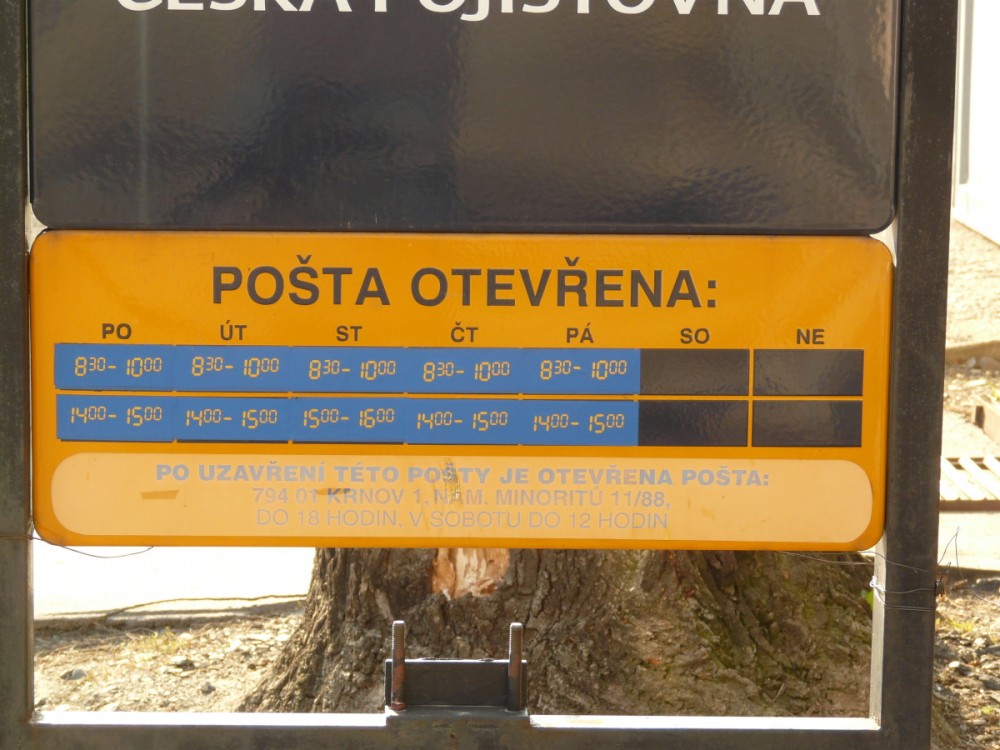 ČESKÁ POJIŠŤOVNA
POŠTA OTEVŘENA:
PO ÚT ST ČT PÁ SO NE
8³⁰-10⁰⁰ 8³⁰-10⁰⁰ 8³⁰-10⁰⁰ 8³⁰-10⁰⁰ 8³⁰-10⁰⁰
14⁰⁰-15⁰⁰ 14⁰⁰-15⁰⁰ 15⁰⁰-16⁰⁰ 14⁰⁰-15⁰⁰ 14⁰⁰-15⁰⁰
PO UZAVŘENÍ TÉTO POŠTY JE OTEVŘENA POŠTA:
794 01 KRNOV 1, NÁM. MINORITŮ 11/88,
DO 18 HODIN, V SOBOTU DO 12 HODIN